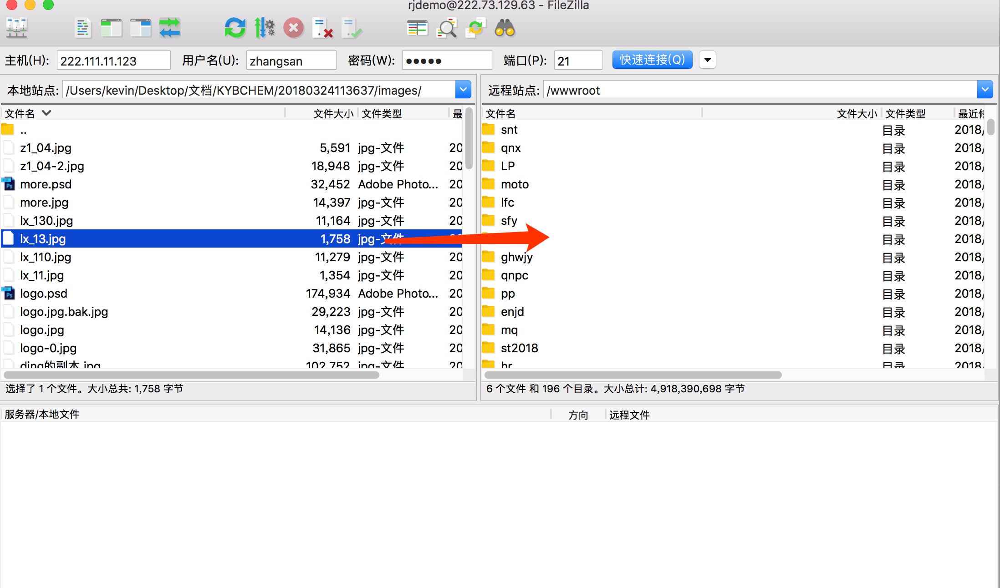 rjdemo@222.73.129.63 - FileZilla
主机(H): 222.111.11.123 用户名(U): zhangsan 密码(W): ●●●●● 端口(P): 21 快速连接(Q)
本地站点: /Users/kevin/Desktop/文档/KYBCHEM/20180324113637/images/
文件名 文件大小 文件类型 最
..
z1_04.jpg 5,591 jpg-文件 20
z1_04-2.jpg 18,948 jpg-文件 20
more.psd 32,452 Adobe Photo... 20
more.jpg 14,397 jpg-文件 20
lx_130.jpg 11,164 jpg-文件 20
lx_13.jpg 1,758 jpg-文件 20
lx_110.jpg 11,279 jpg-文件 20
lx_11.jpg 1,354 jpg-文件 20
logo.psd 174,934 Adobe Photo... 20
logo.jpg.bak.jpg 29,223 jpg-文件 20
logo.jpg 14,136 jpg-文件 20
logo-0.jpg 31,865 jpg-文件 20
ding的副本.jpg 102,752 jpg-文件 20
选择了 1 个文件。大小总共: 1,758 字节
远程站点: /wwwroot
文件名 文件大小 文件类型 最近修
snt 目录 2018/
qnx 目录 2018/
LP 目录 2018/
moto 目录 2018/
lfc 目录 2018/
sfy 目录 2018/
目录 2018/
ghwjy 目录 2018/
qnpc 目录 2018/
pp 目录 2018/
enjd 目录 2018/
mq 目录 2018/
st2018 目录 2018/
hr 目录 2018/
6 个文件 和 196 个目录。大小总计: 4,918,390,698 字节
服务器/本地文件 方向 远程文件